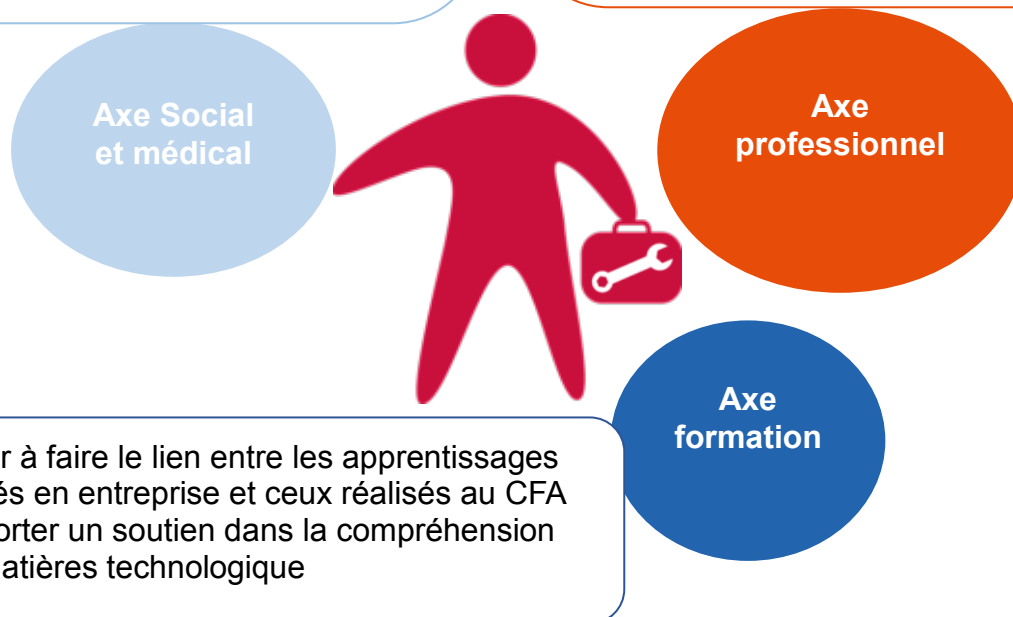 Axe Social
et médical
Axe
professionnel
Axe
formation
r à faire le lien entre les apprentissages
és en entreprise et ceux réalisés au CFA
orter un soutien dans la compréhension
atières technologique